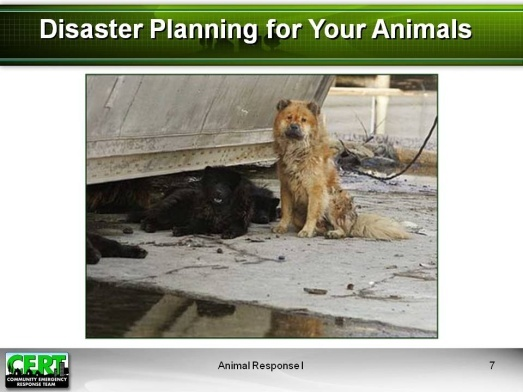 Disaster Planning for Your Animals
CERT
COMMUNITY EMERGENCY
RESPONSE TEAM
Animal Response I
7